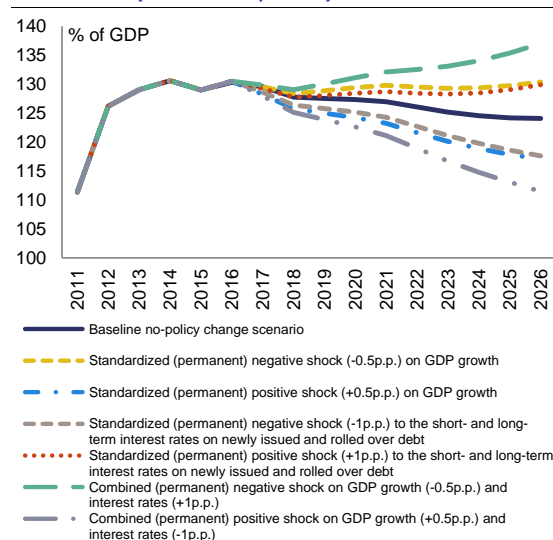 140
% of GDP
135
130
125
120
115
110
105
100
2011
2012
2013
2014
2015
2016
2017
2018
2019
2020
2021
2022
2023
2024
2025
2026
Baseline no-policy change scenario
Standardized (permanent) negative shock (-0.5p.p.) on GDP growth
Standardized (permanent) positive shock (+0.5p.p.) on GDP growth
Standardized (permanent) negative shock (-1p.p.) to the short- and long-
term interest rates on newly issued and rolled over debt
Standardized (permanent) positive shock (+1p.p.) to the short- and long-term
interest rates on newly issued and rolled over debt
Combined (permanent) negative shock on GDP growth (-0.5p.p.) and
interest rates (+1p.p.)
Combined (permanent) positive shock on GDP growth (+0.5p.p.) and
interest rates (-1p.p.)